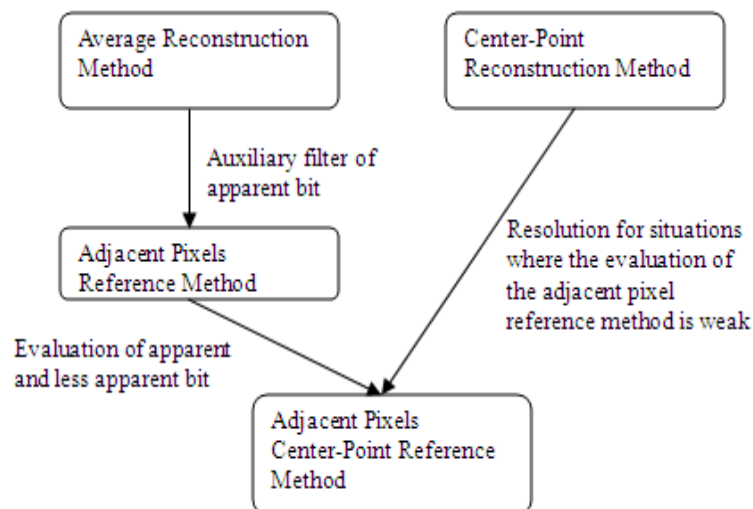 Average Reconstruction
Method
Center-Point
Reconstruction Method
Auxiliary filter of
apparent bit
Adjacent Pixels
Reference Method
Resolution for situations
where the evaluation of
the adjacent pixel
reference method is weak
Evaluation of apparent
and less apparent bit
Adjacent Pixels
Center-Point Reference
Method